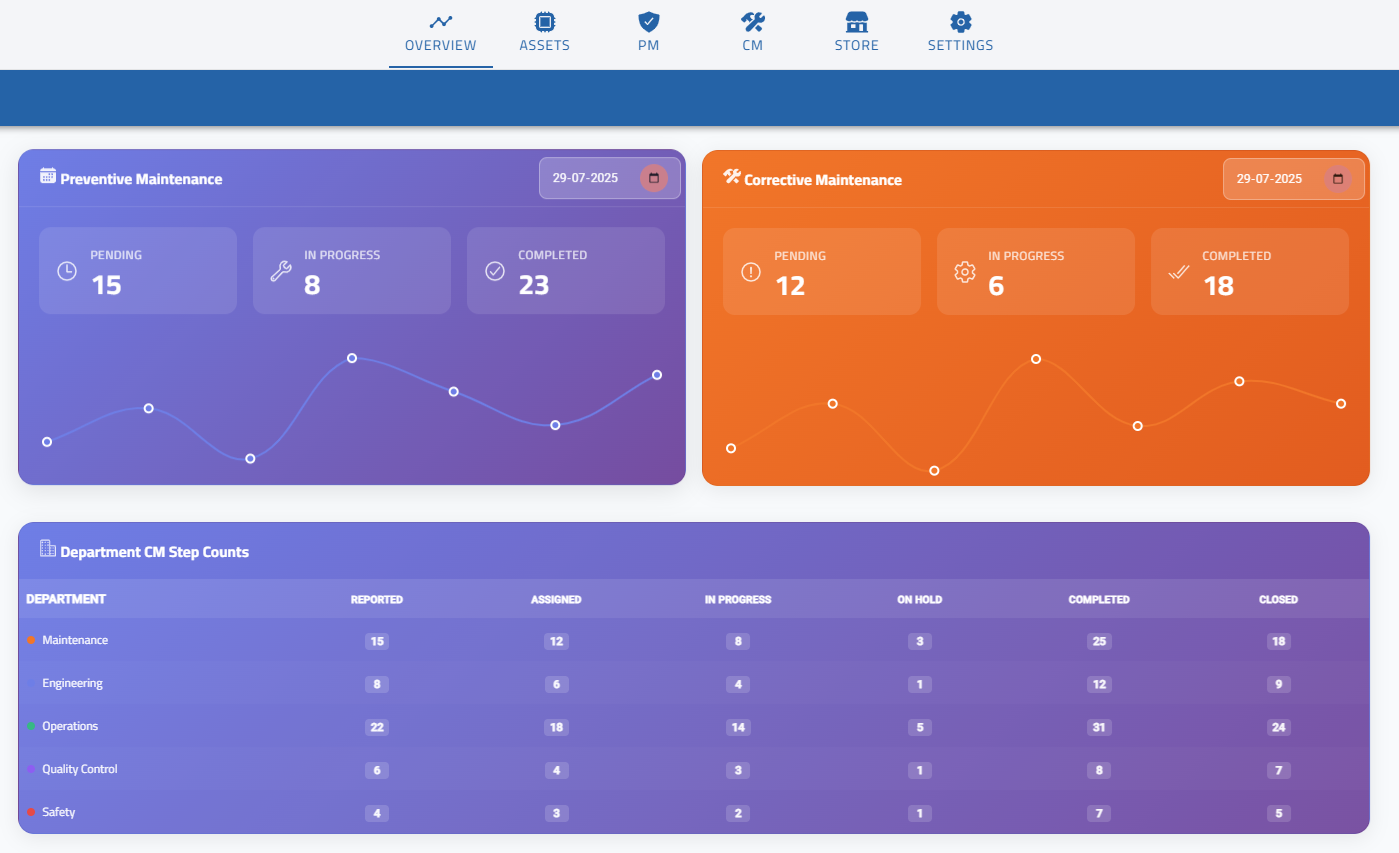 OVERVIEW ASSETS PM CM STORE SETTINGS
Preventive Maintenance 29-07-2025
PENDING 15
IN PROGRESS 8
COMPLETED 23
Corrective Maintenance 29-07-2025
PENDING 12
IN PROGRESS 6
COMPLETED 18
Department CM Step Counts
DEPARTMENT REPORTED ASSIGNED IN PROGRESS ON HOLD COMPLETED CLOSED
Maintenance 15 12 8 3 25 18
Engineering 8 6 4 1 12 9
Operations 22 18 14 5 31 24
Quality Control 6 4 3 1 8 7
Safety 4 3 2 1 7 5